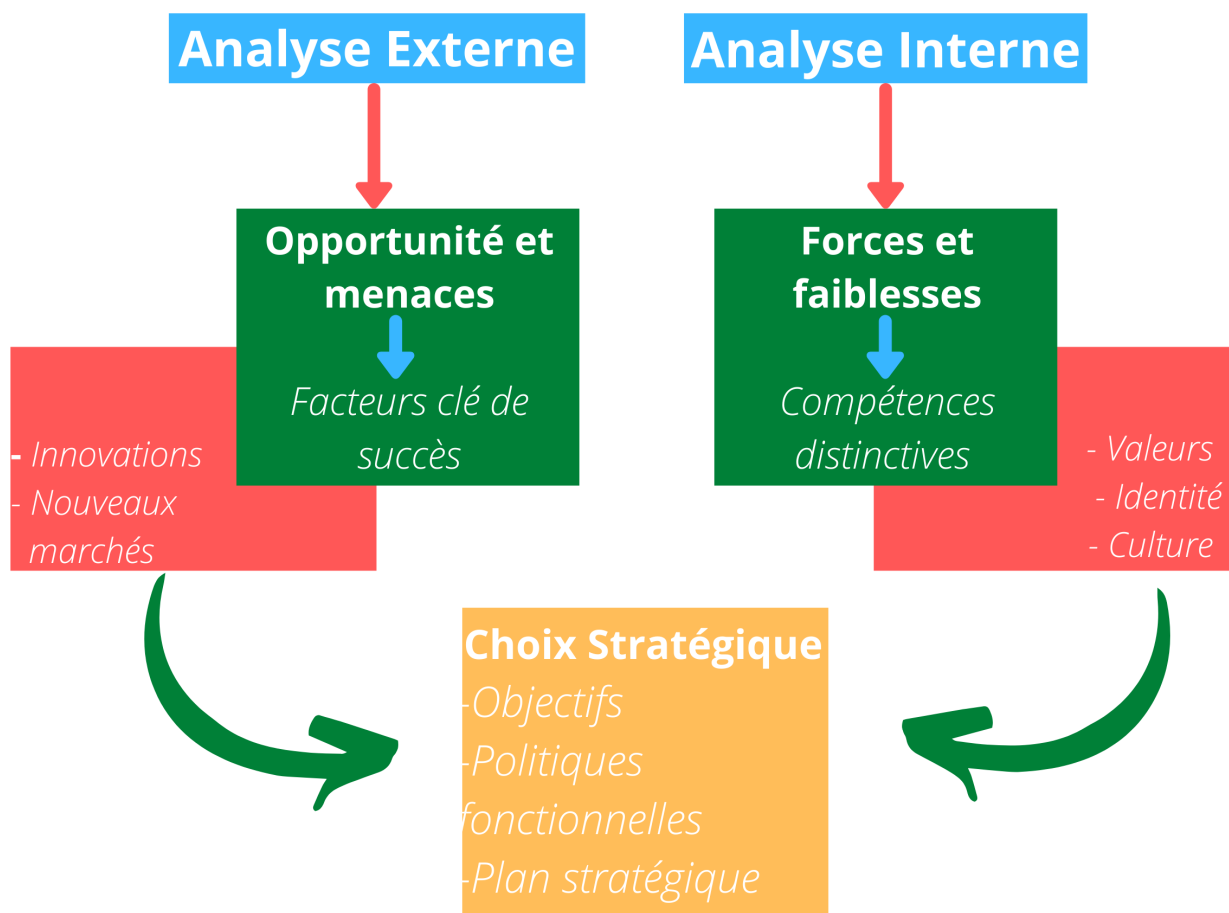 Analyse Externe
Analyse Interne
Opportunité et
menaces
Facteurs clé de
succès
Forces et
faiblesses
Compétences
distinctives
- Innovations
- Nouveaux
marchés
- Valeurs
- Identité
- Culture
Choix Stratégique
-Objectifs
-Politiques
fonctionnelles
-Plan stratégique